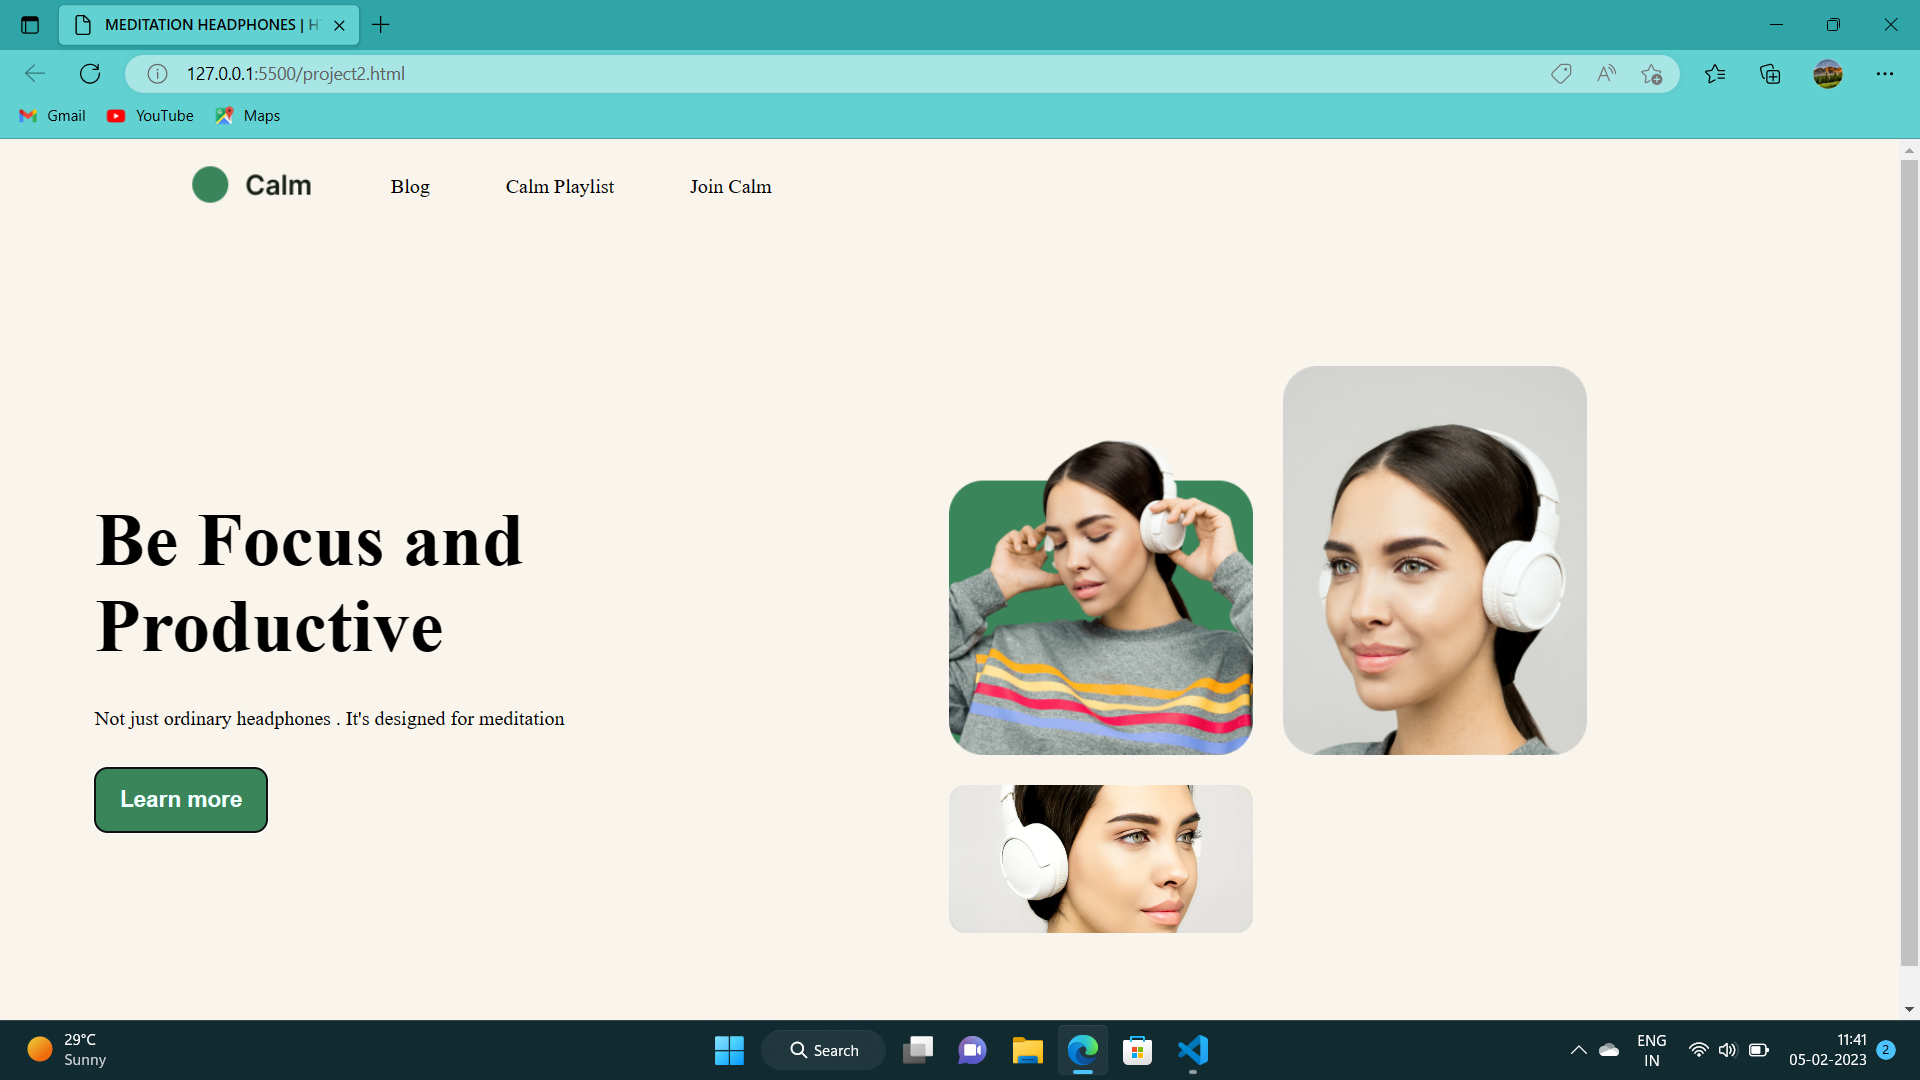 MEDITATION HEADPHONES |
127.0.0.1:5500/project2.html
Gmail
YouTube
Maps
Calm
Blog
Calm Playlist
Join Calm
Be Focus and
Productive
Not just ordinary headphones . It's designed for meditation
Learn more
29°C
Sunny
Search
ENG
IN
11:41
05-02-2023
2